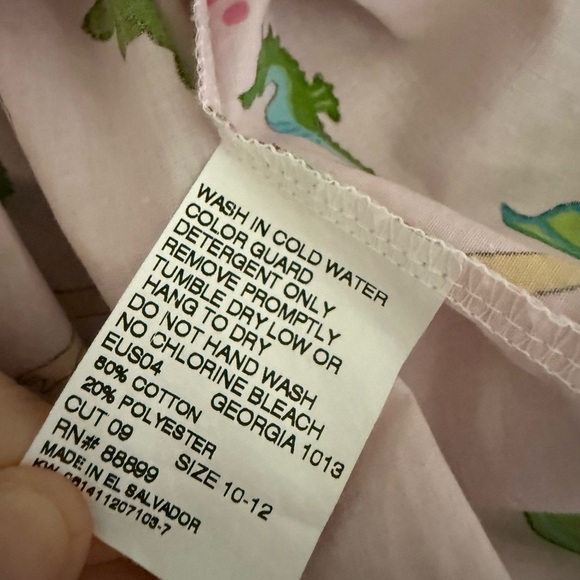 WASH IN COLD WATER
COLOR GUARD
DETERGENT ONLY
REMOVE PROMPTLY
TUMBLE DRY LOW OR
HANG TO DRY
DO NOT HAND WASH
NO CHLORINE BLEACH
EUS04 GEORGIA 1013
80% COTTON
20% POLYESTER
CUT 09 SIZE 10-12
RN# 88899
MADE IN EL SALVADOR